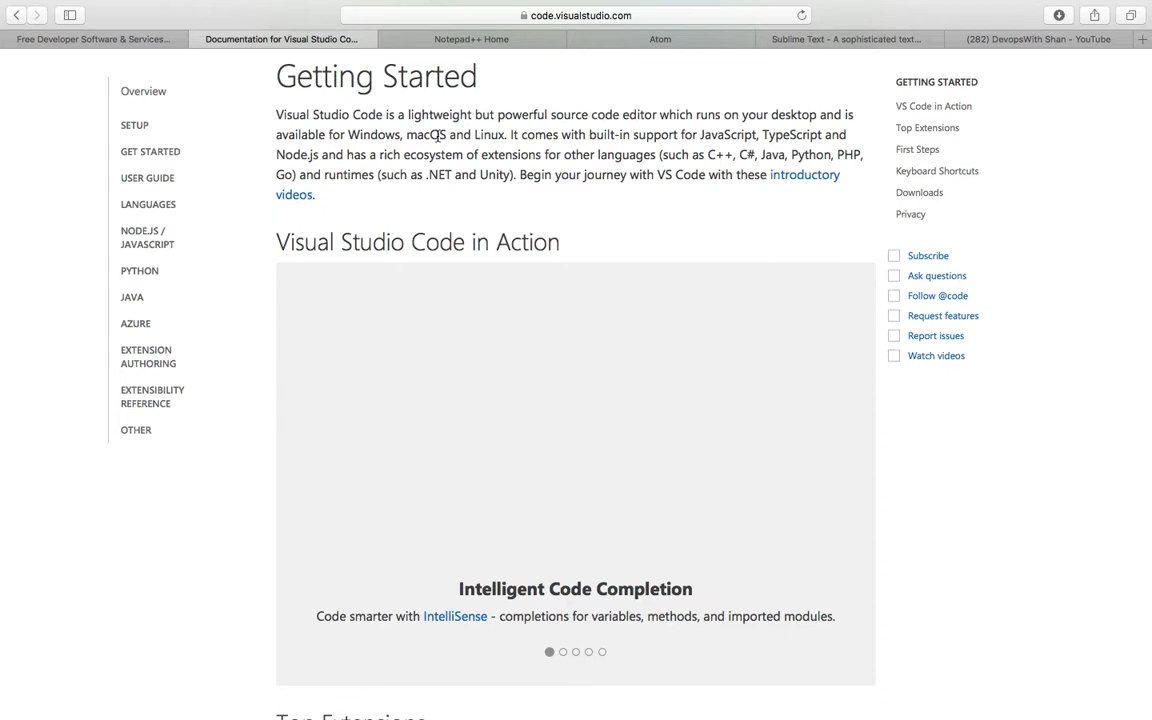 code.visualstudio.com
Free Developer Software & Services...
Documentation for Visual Studio Co...
Notepad++ Home
Atom
Sublime Text - A sophisticated text...
(282) DevopsWith Shan - YouTube
Overview
SETUP
GET STARTED
USER GUIDE
LANGUAGES
NODE.JS /
JAVASCRIPT
PYTHON
JAVA
AZURE
EXTENSION
AUTHORING
EXTENSIBILITY
REFERENCE
OTHER
Getting Started
Visual Studio Code is a lightweight but powerful source code editor which runs on your desktop and is
available for Windows, macOS and Linux. It comes with built-in support for JavaScript, TypeScript and
Node.js and has a rich ecosystem of extensions for other languages (such as C++, C#, Java, Python, PHP,
Go) and runtimes (such as .NET and Unity). Begin your journey with VS Code with these introductory
videos.
Visual Studio Code in Action
Intelligent Code Completion
Code smarter with IntelliSense - completions for variables, methods, and imported modules.
Top Extensions
GETTING STARTED
VS Code in Action
Top Extensions
First Steps
Keyboard Shortcuts
Downloads
Privacy
Subscribe
Ask questions
Follow @code
Request features
Report issues
Watch videos